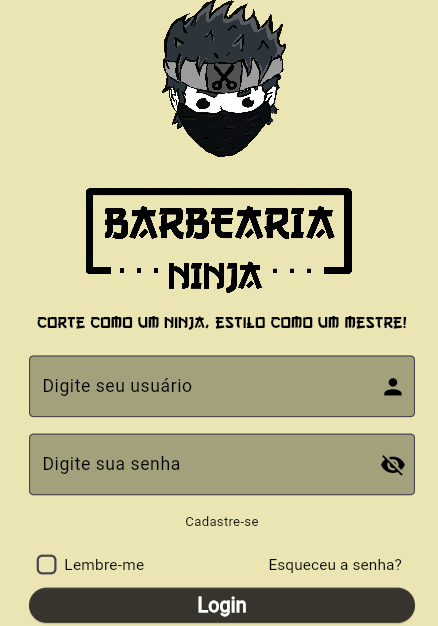 BARBEARIA
NINJA
CORTE COMO UM NINJA, ESTILO COMO UM MESTRE!
Digite seu usuário
Digite sua senha
Cadastre-se
Lembre-me Esqueceu a senha?
Login